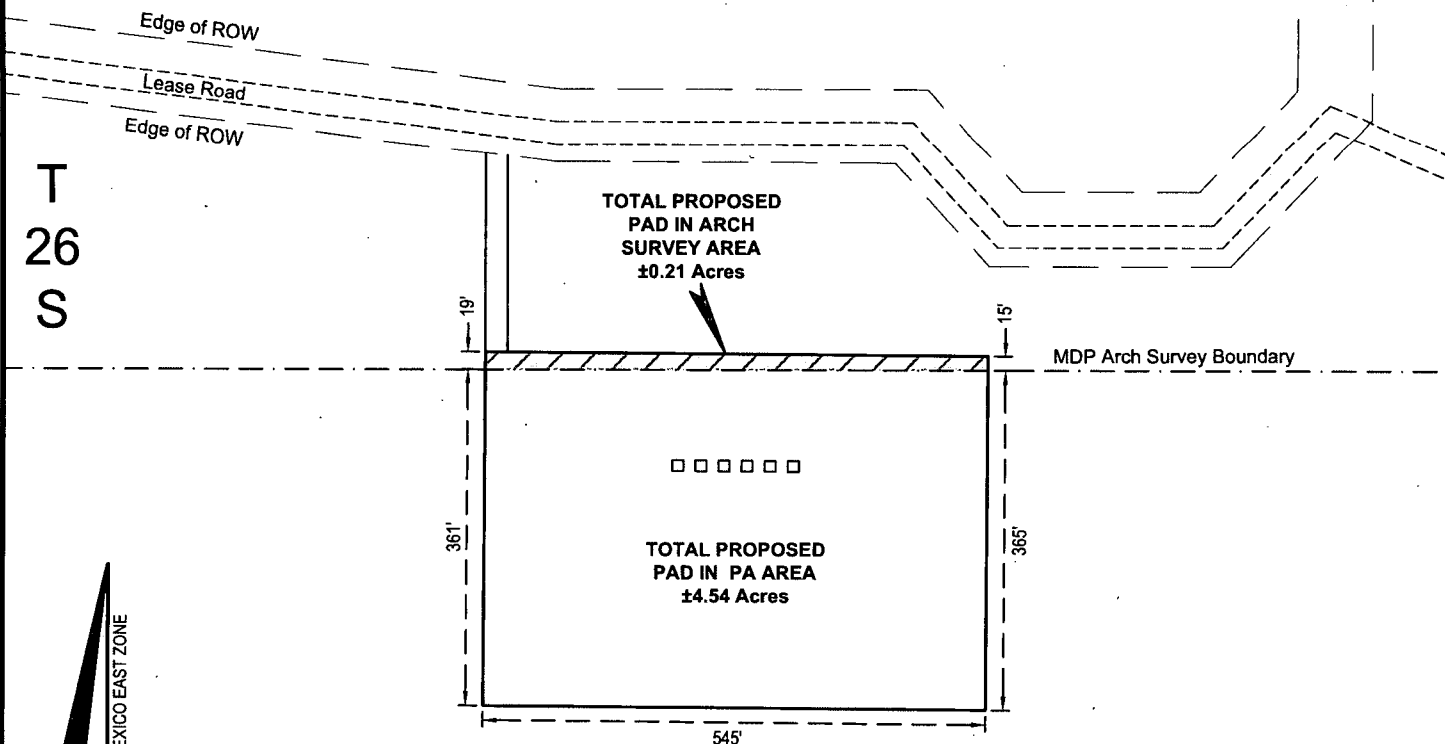 Edge of ROW
Lease Road
Edge of ROW
T
26
S
TOTAL PROPOSED
PAD IN ARCH
SURVEY AREA
±0.21 Acres
19'
15'
MDP Arch Survey Boundary
361'
365'
TOTAL PROPOSED
PAD IN PA AREA
±4.54 Acres
EXICO EAST ZONE
545'